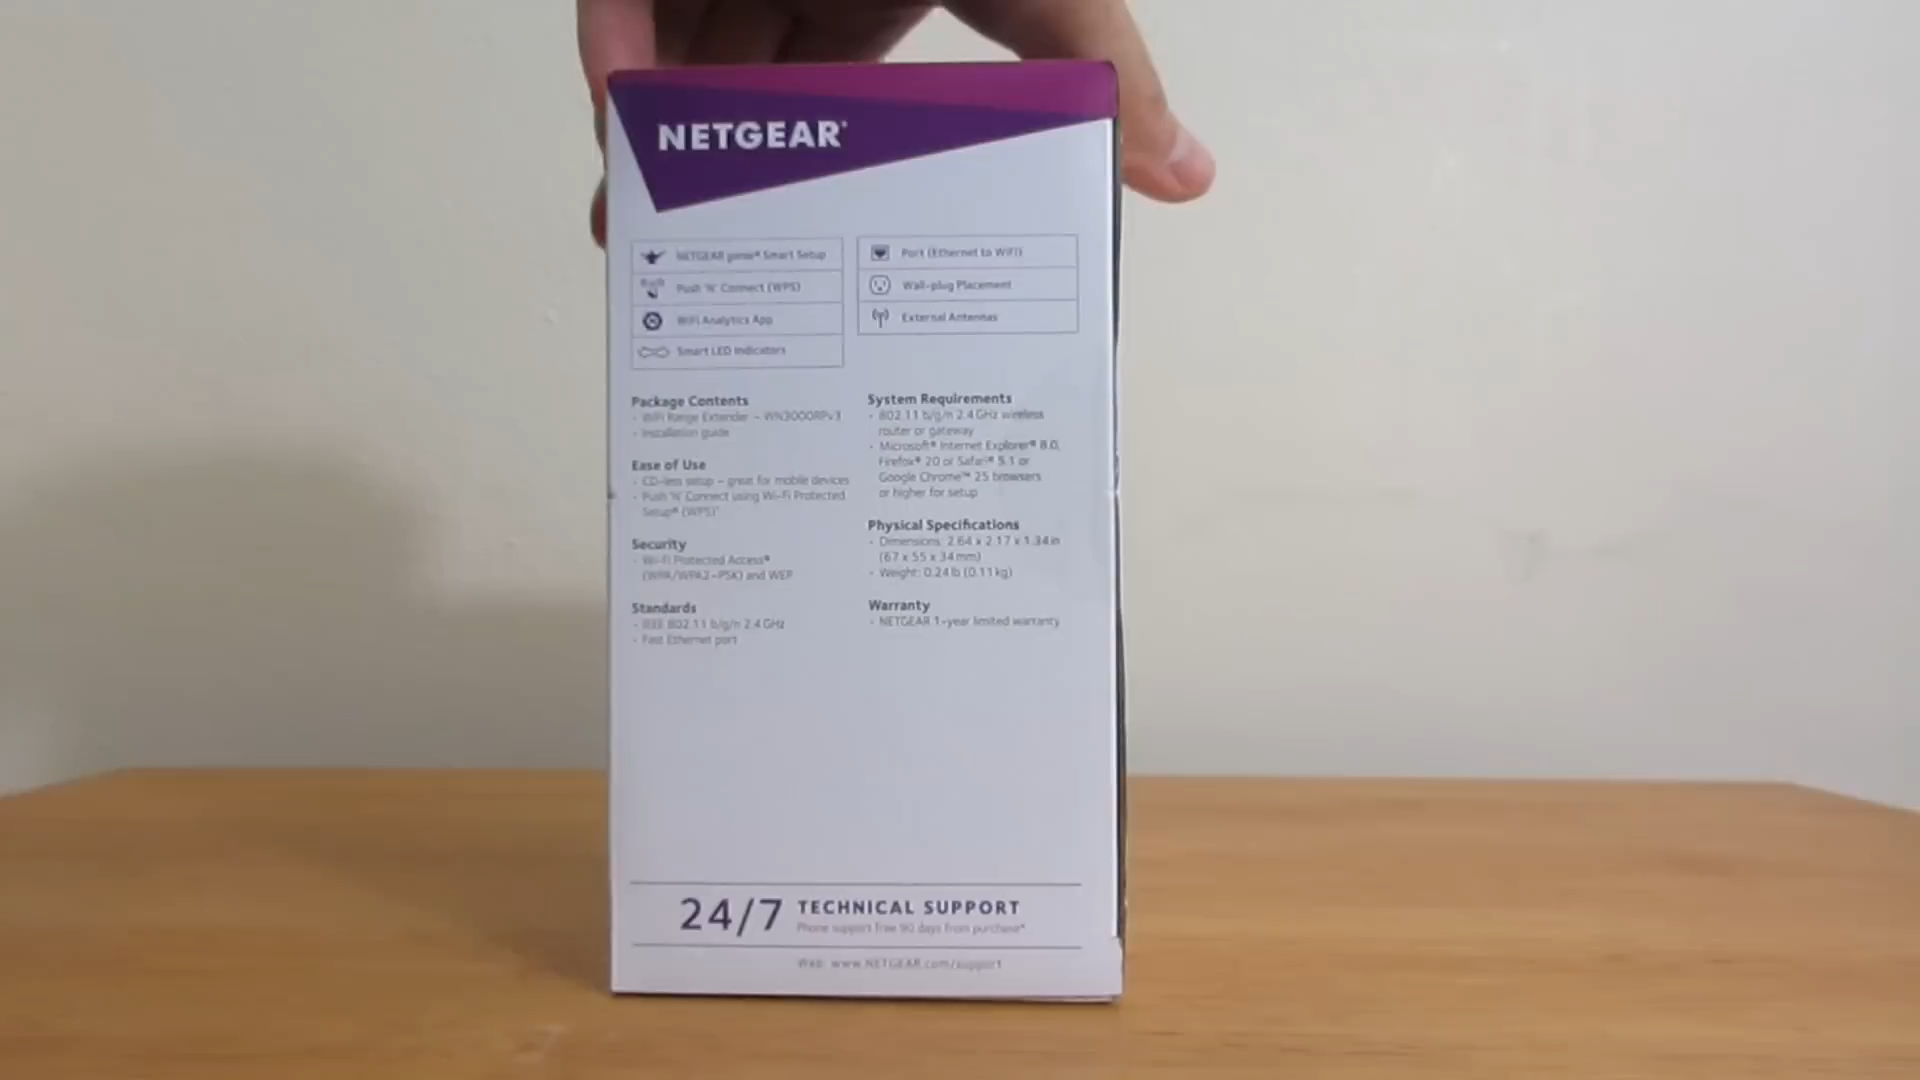 NETGEAR®
NETGEAR genie® Smart Setup
Push 'N' Connect (WPS)
WiFi Analytics App
Smart LED Indicators
Port (Ethernet to WiFi)
Wall-plug Placement
External Antennas
Package Contents
- WiFi Range Extender – WN3000RPv3
- Installation guide
Ease of Use
- CD-less setup – great for mobile devices
- Push 'N' Connect using Wi-Fi Protected
Setup® (WPS)
Security
- Wi-Fi Protected Access®
(WPA/WPA2-PSK) and WEP
Standards
- IEEE 802.11 b/g/n 2.4 GHz
- Fast Ethernet port
System Requirements
- 802.11 b/g/n 2.4 GHz wireless
router or gateway
- Microsoft® Internet Explorer® 8.0,
Firefox® 20 or Safari® 5.1 or
Google Chrome™ 25 browsers
or higher for setup
Physical Specifications
- Dimensions: 2.64 x 2.17 x 1.34 in
(67 x 55 x 34 mm)
- Weight: 0.24 lb (0.11 kg)
Warranty
- NETGEAR 1-year limited warranty
24/7 TECHNICAL SUPPORT
Phone support free 90 days from purchase*
Web: www.NETGEAR.com/support